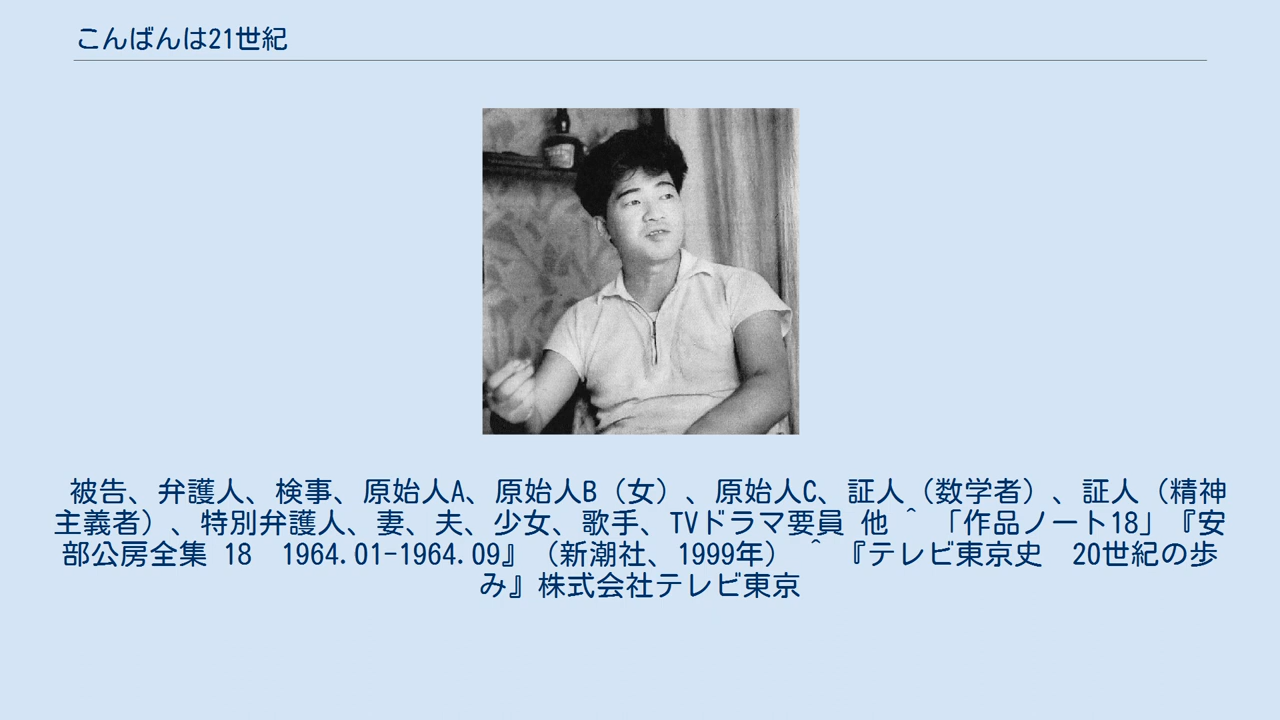 こんばんは21世紀
被告、弁護人、検事、原始人A、原始人B（女）、原始人C、証人（数学者）、証人（精神
主義者）、特別弁護人、妻、夫、少女、歌手、TVドラマ要員 他 ^ 「作品ノート18」『安
部公房全集 18　1964.01-1964.09』（新潮社、1999年） ^ 『テレビ東京史　20世紀の歩
み』株式会社テレビ東京